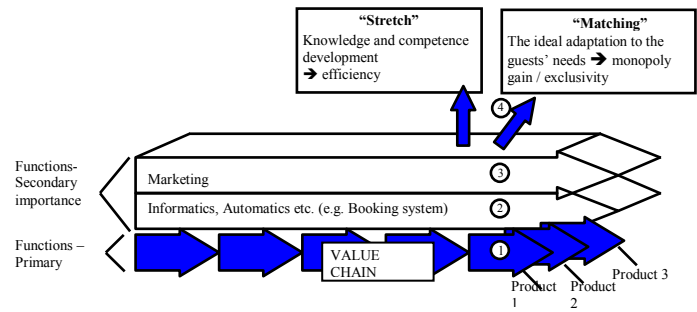 “Stretch”
Knowledge and competence
development
➔ efficiency
“Matching”
The ideal adaptation to the
guests’ needs ➔ monopoly
gain / exclusivity
4
Functions-
Secondary
importance
3
Marketing
2
Informatics, Automatics etc. (e.g. Booking system)
Functions –
Primary
1
VALUE
CHAIN
Product
1
Product
2
Product 3